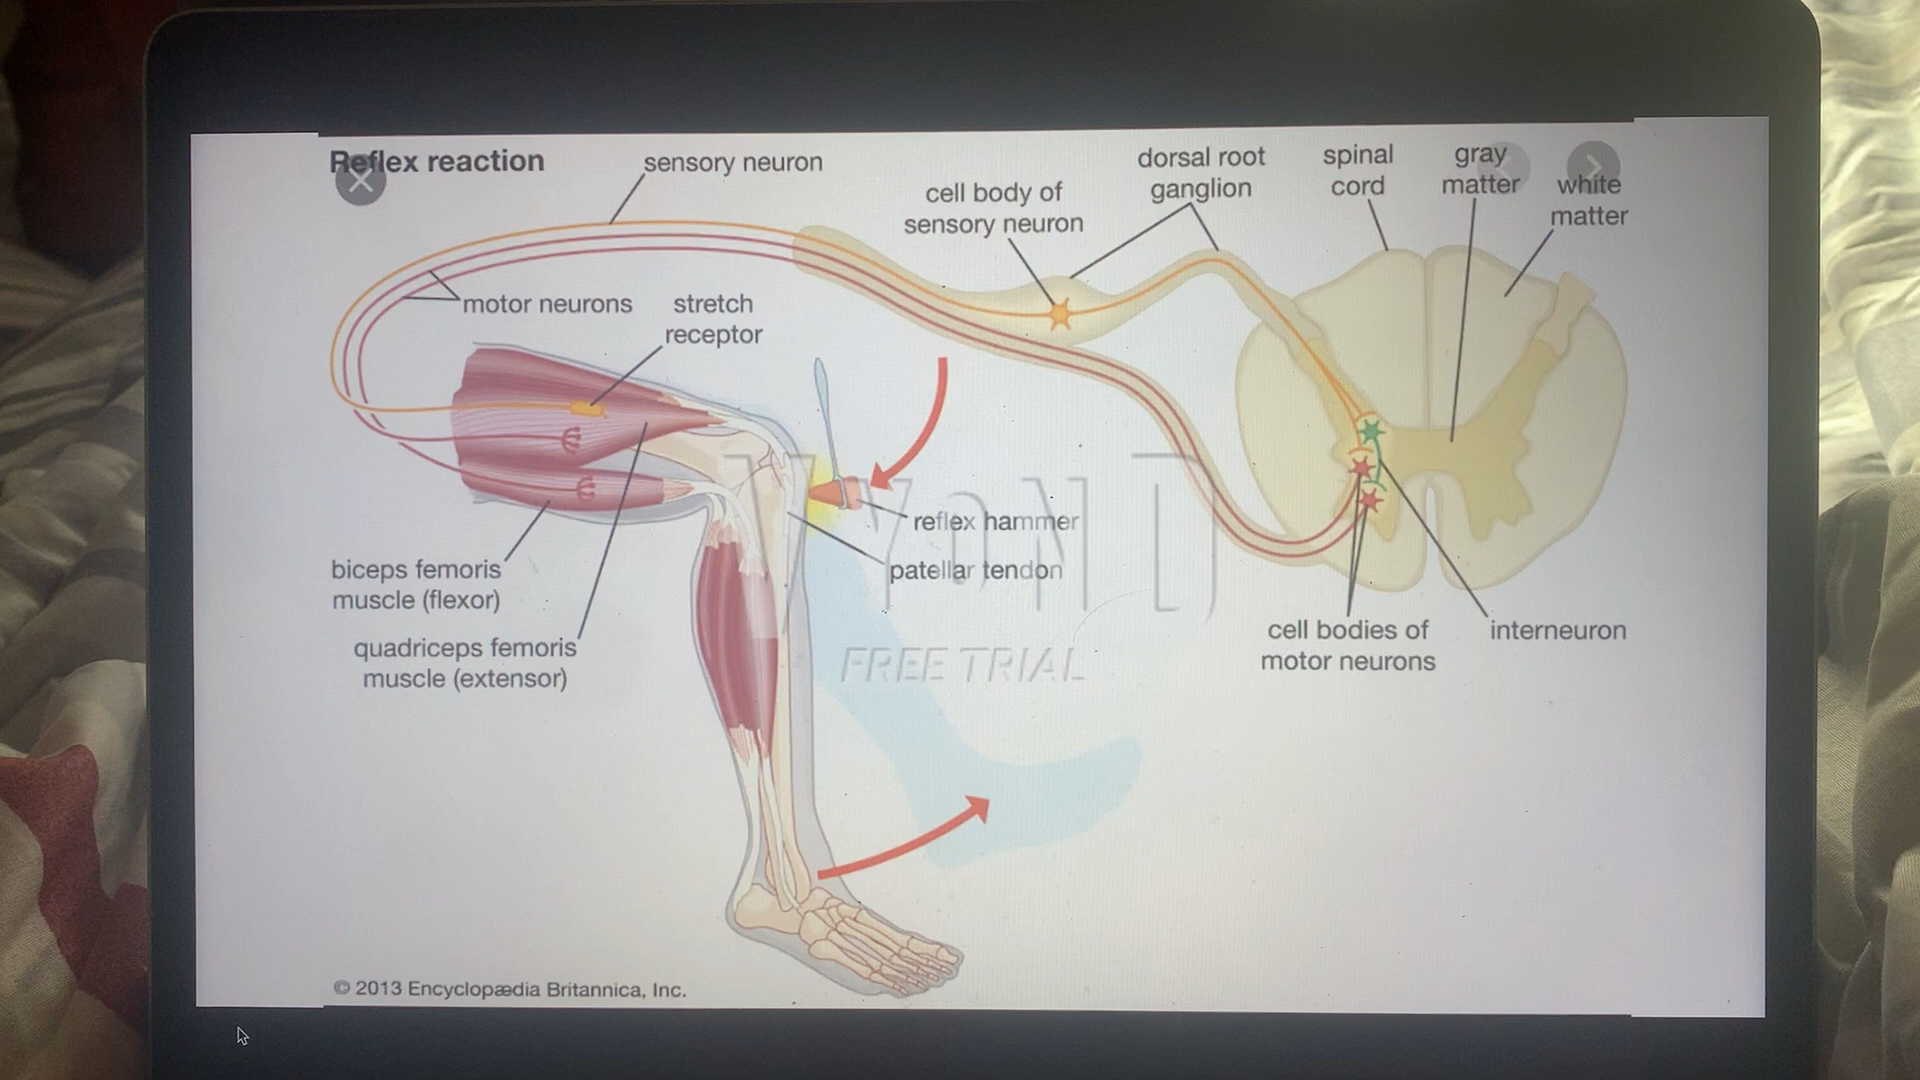 Reflex reaction
sensory neuron
cell body of
sensory neuron
dorsal root
ganglion
spinal
cord
gray
matter
white
matter
motor neurons
stretch
receptor
reflex hammer
patellar tendon
biceps femoris
muscle (flexor)
quadriceps femoris
muscle (extensor)
cell bodies of
motor neurons
interneuron
VYOND
FREE TRIAL
© 2013 Encyclopædia Britannica, Inc.